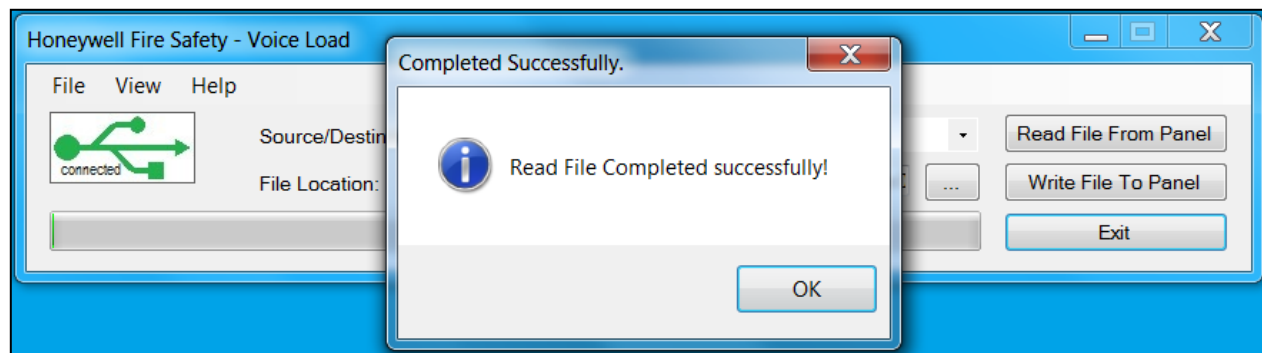 Honeywell Fire Safety - Voice Load
File View Help
connected
Source/Destin
Read File From Panel
File Location:
...
Write File To Panel
Exit
Completed Successfully.
Read File Completed successfully!
OK